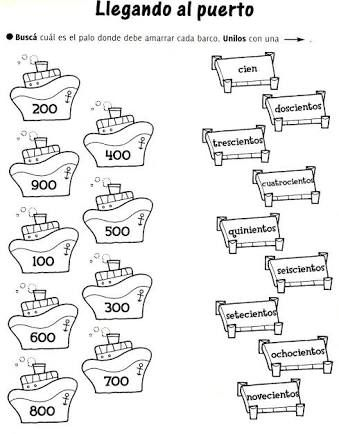 Llegando al puerto
● Buscá cuál es el palo donde debe amarrar cada barco. Unilos con una → .
200
400
900
500
100
300
600
700
800
cien
doscientos
trescientos
cuatrocientos
quinientos
seiscientos
setecientos
ochocientos
novecientos